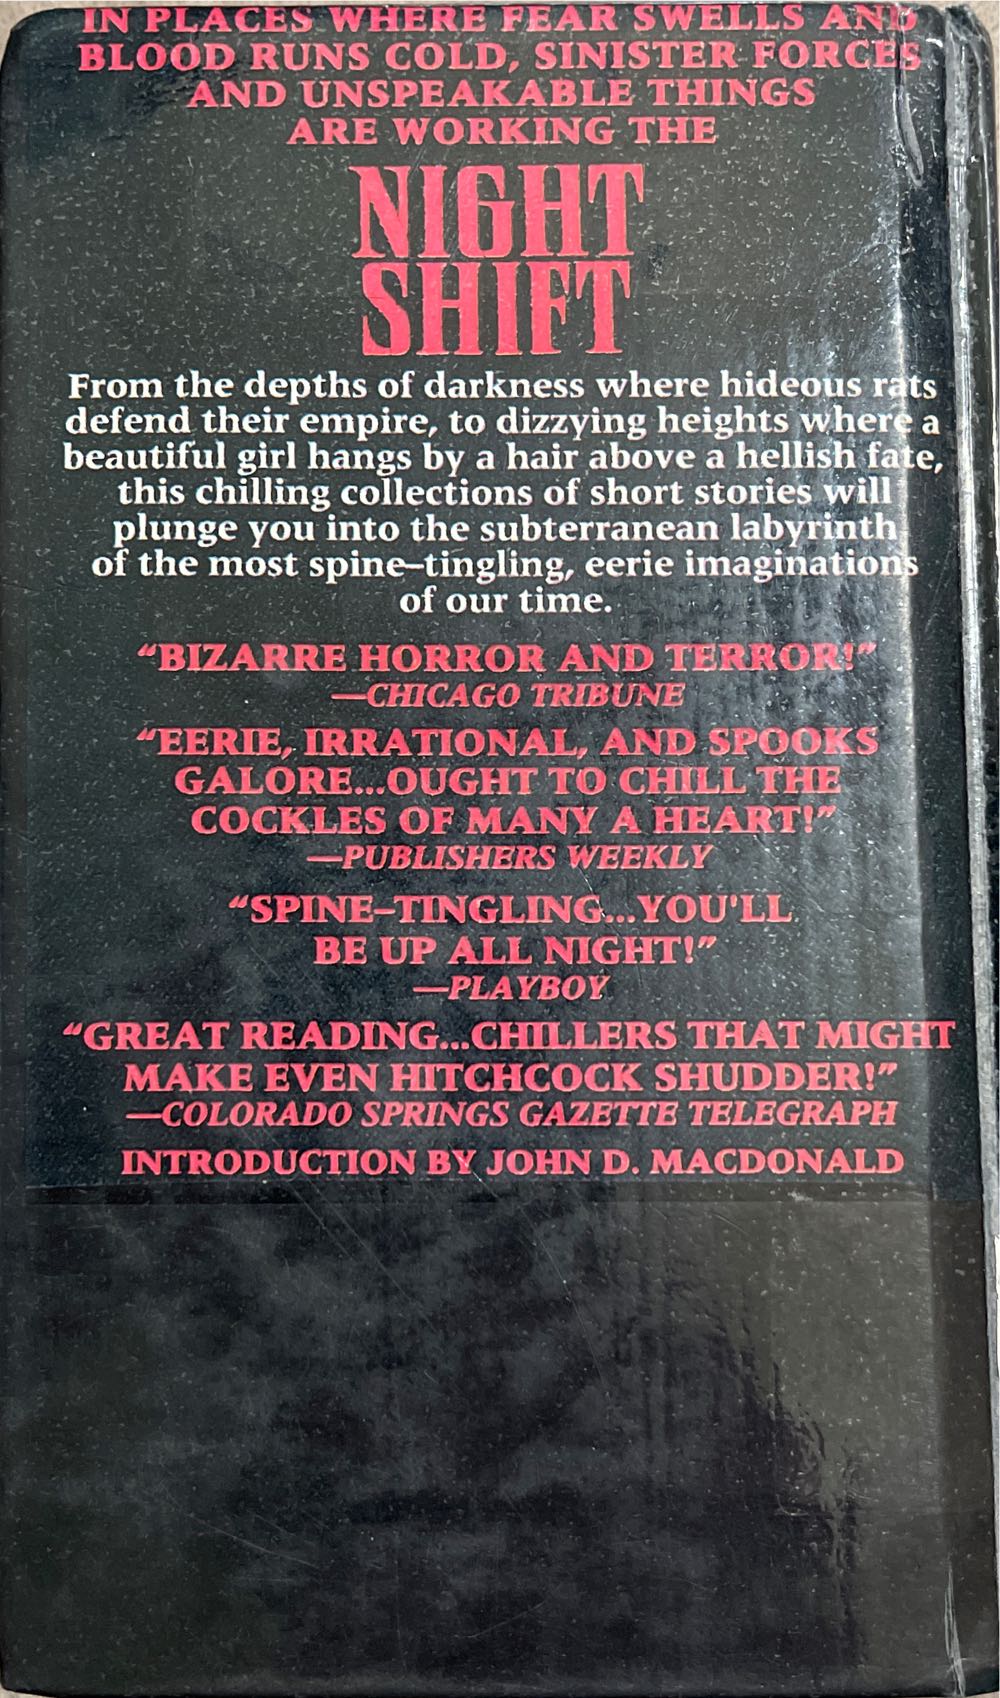 IN PLACES WHERE FEAR SWELLS AND
BLOOD RUNS COLD, SINISTER FORCES
AND UNSPEAKABLE THINGS
ARE WORKING THE
NIGHT
SHIFT
From the depths of darkness where hideous rats
defend their empire, to dizzying heights where a
beautiful girl hangs by a hair above a hellish fate,
this chilling collections of short stories will
plunge you into the subterranean labyrinth
of the most spine–tingling, eerie imaginations
of our time.
“BIZARRE HORROR AND TERROR!”
—CHICAGO TRIBUNE
“EERIE, IRRATIONAL, AND SPOOKS
GALORE...OUGHT TO CHILL THE
COCKLES OF MANY A HEART!”
—PUBLISHERS WEEKLY
“SPINE–TINGLING...YOU'LL
BE UP ALL NIGHT!”
—PLAYBOY
“GREAT READING...CHILLERS THAT MIGHT
MAKE EVEN HITCHCOCK SHUDDER!”
—COLORADO SPRINGS GAZETTE TELEGRAPH
INTRODUCTION BY JOHN D. MACDONALD